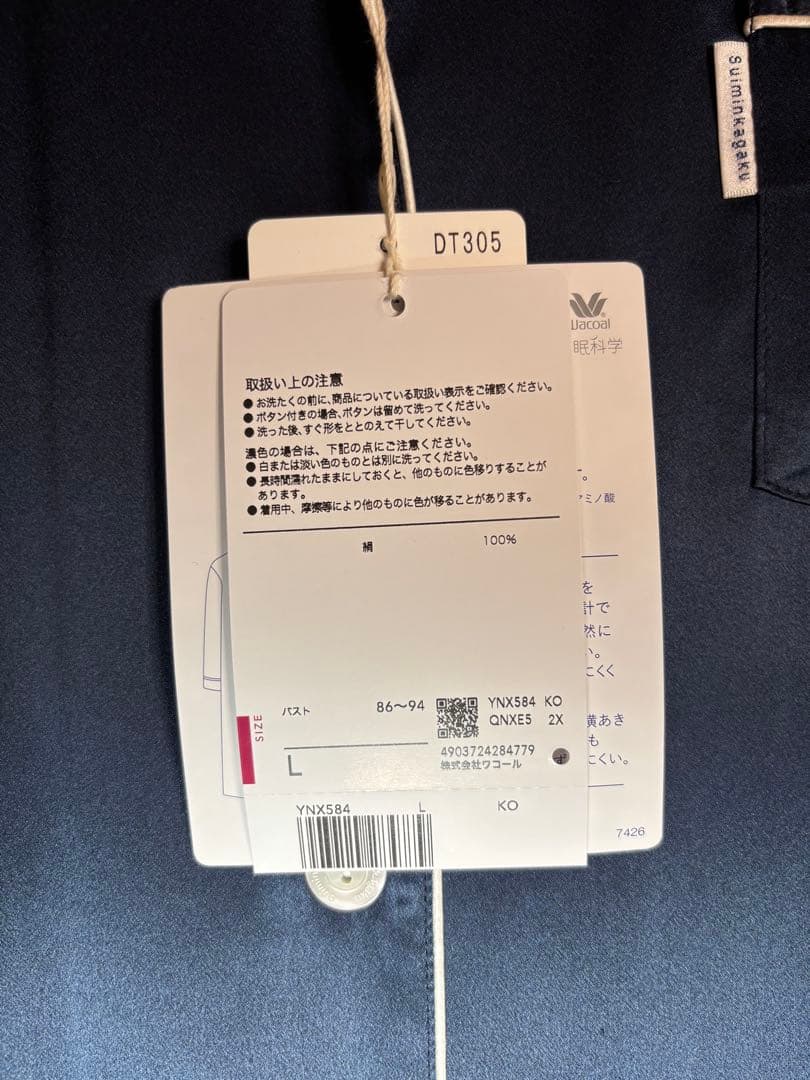 Suiminkagaku
DT305
Wacoal
眠科学
取扱い上の注意
●お洗たくの前に、商品についている取扱い表示をご確認ください。
●ボタン付きの場合、ボタンは留めて洗ってください。
●洗った後、すぐ形をととのえて干してください。
濃色の場合は、下記の点にご注意ください。
●白または淡い色のものとは別に洗ってください。
●長時間濡れたままにしておくと、他のものに色移りすることが
あります。
●着用中、摩擦等により他のものに色が移ることがあります。
絹 100%
ミノ酸
を
計で
然に
い。
にくく
横あき
も
にくい。
SIZE
バスト 86〜94
L
YNX584 KO
QNXE5 2X
4903724284779
株式会社ワコール
YNX584 L KO
7426